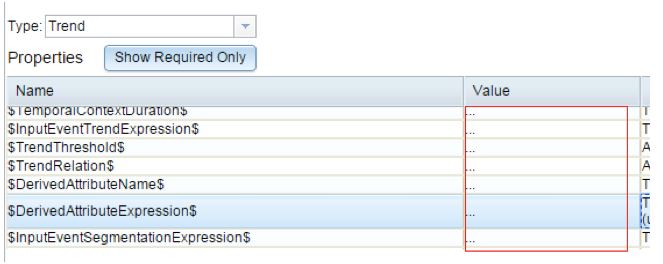 Type: Trend
Properties Show Required Only
Name Value
$TemporalContextDuration$ ... T
$InputEventTrendExpression$ ... T
$TrendThreshold$ ... A
$TrendRelation$ ... A
$DerivedAttributeName$ ... T
T
$DerivedAttributeExpression$ ...
(u
$InputEventSegmentationExpression$ ... T